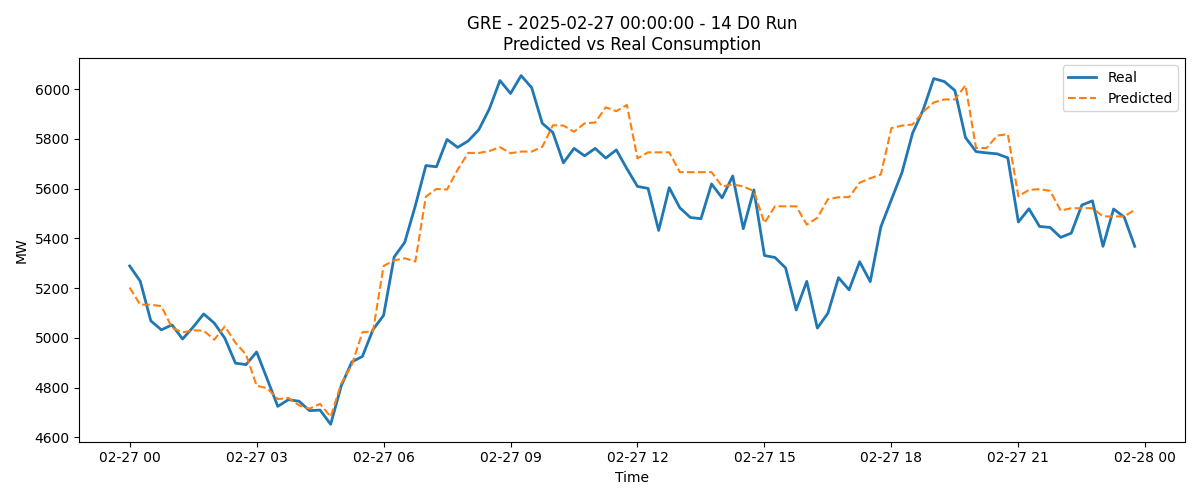 GRE - 2025-02-27 00:00:00 - 14 D0 Run
Predicted vs Real Consumption
Real
Predicted
MW
6000
5800
5600
5400
5200
5000
4800
4600
02-27 00
02-27 03
02-27 06
02-27 09
02-27 12
02-27 15
02-27 18
02-27 21
02-28 00
Time